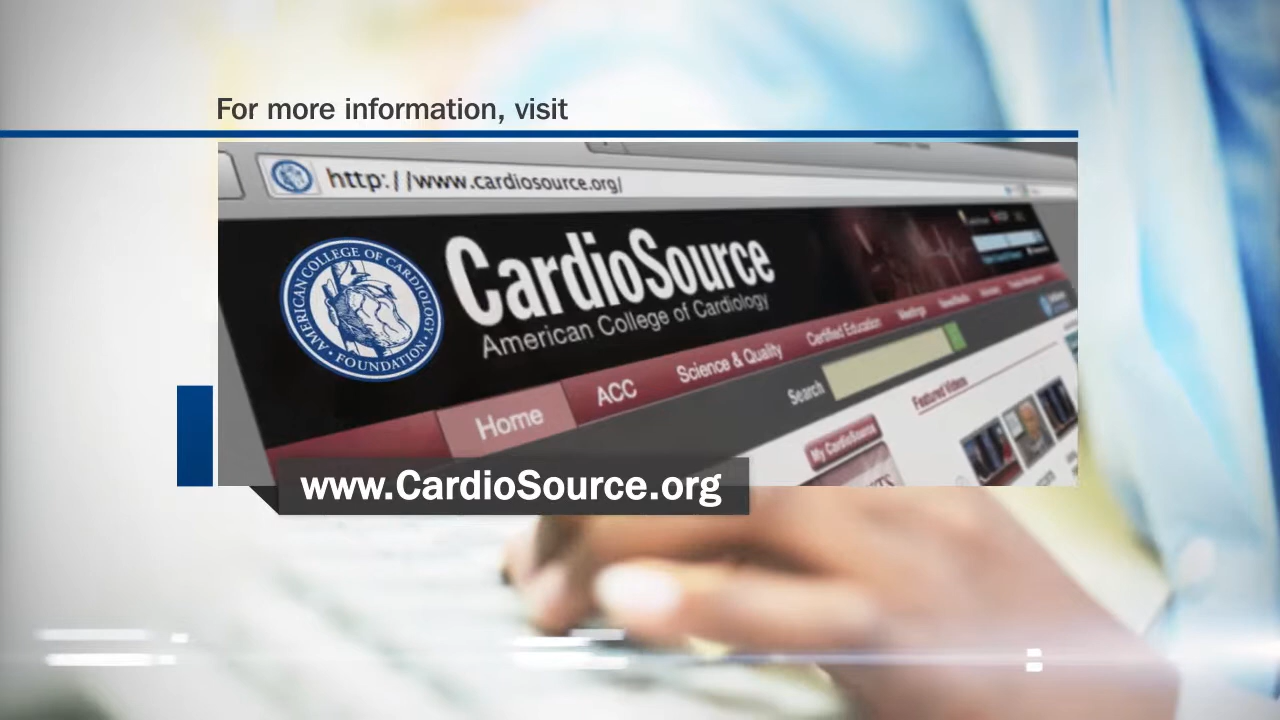 For more information, visit
http://www.cardiosource.org/
AMERICAN COLLEGE OF CARDIOLOGY
FOUNDATION
CardioSource
American College of Cardiology
Home
ACC
Science & Quality
Certified Education
Meetings
Search
Featured Videos
My CardioSource
www.CardioSource.org